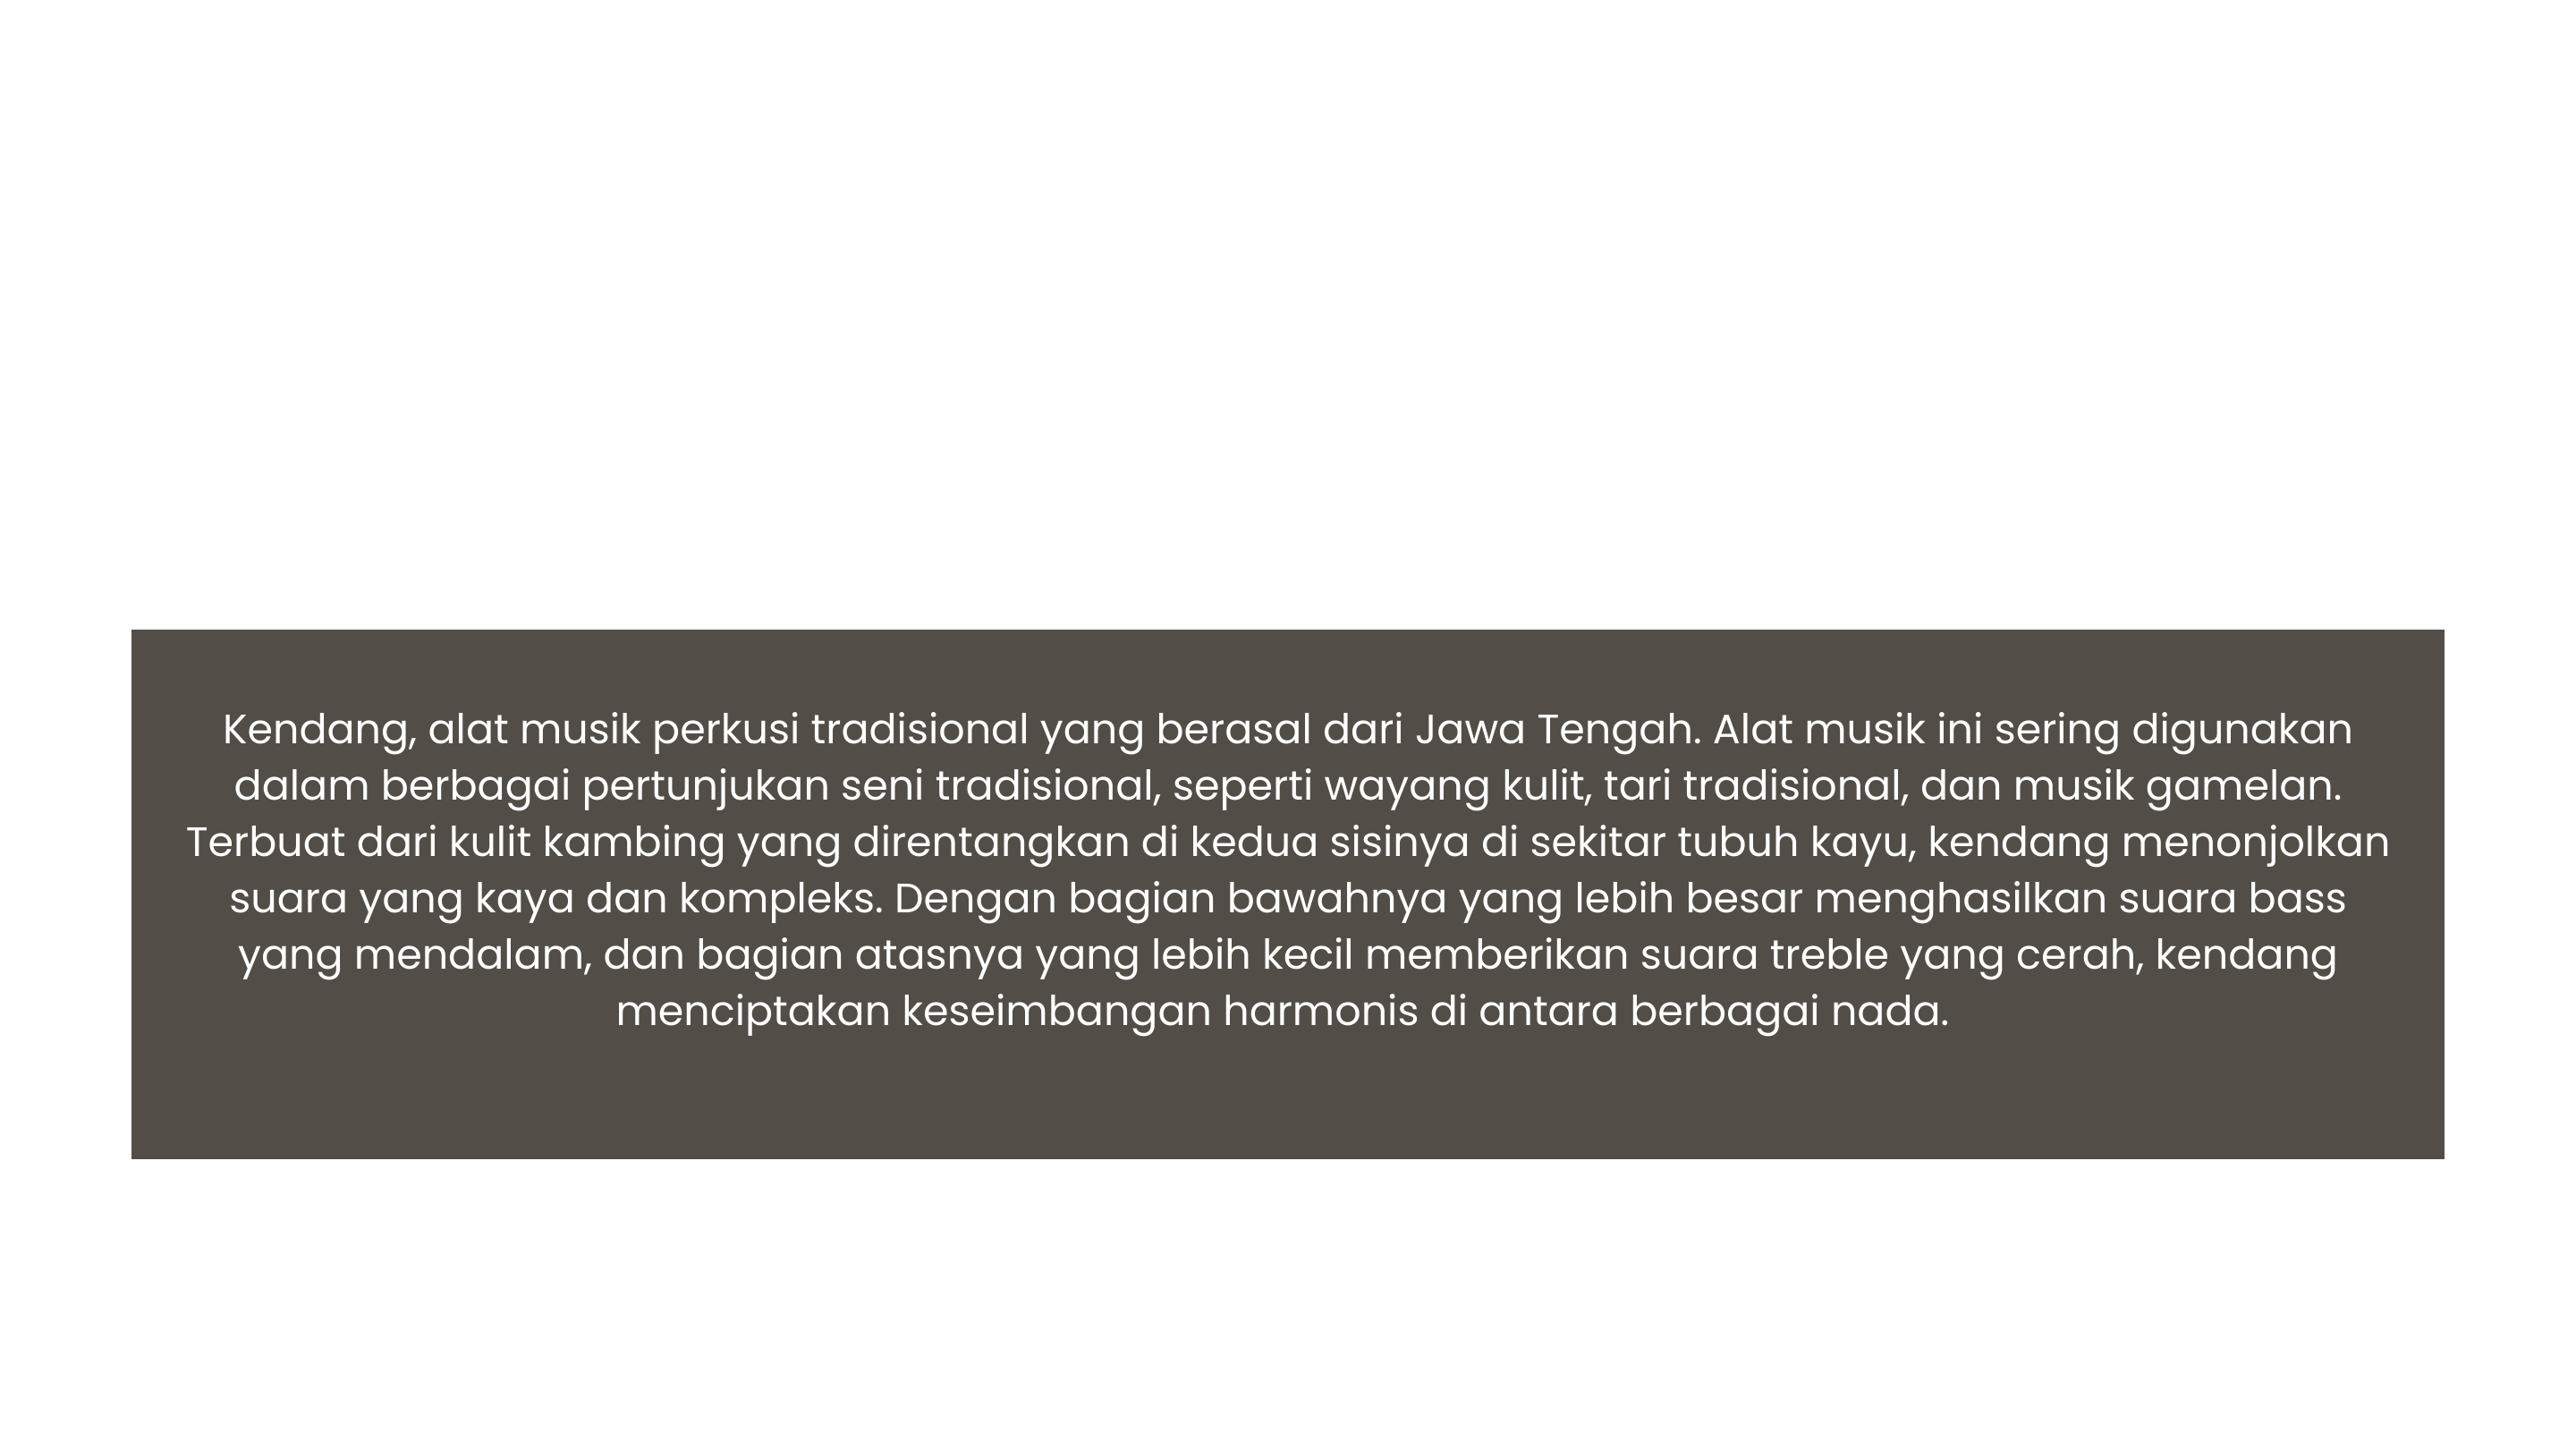 Kendang, alat musik perkusi tradisional yang berasal dari Jawa Tengah. Alat musik ini sering digunakan
dalam berbagai pertunjukan seni tradisional, seperti wayang kulit, tari tradisional, dan musik gamelan.
Terbuat dari kulit kambing yang direntangkan di kedua sisinya di sekitar tubuh kayu, kendang menonjolkan
suara yang kaya dan kompleks. Dengan bagian bawahnya yang lebih besar menghasilkan suara bass
yang mendalam, dan bagian atasnya yang lebih kecil memberikan suara treble yang cerah, kendang
menciptakan keseimbangan harmonis di antara berbagai nada.